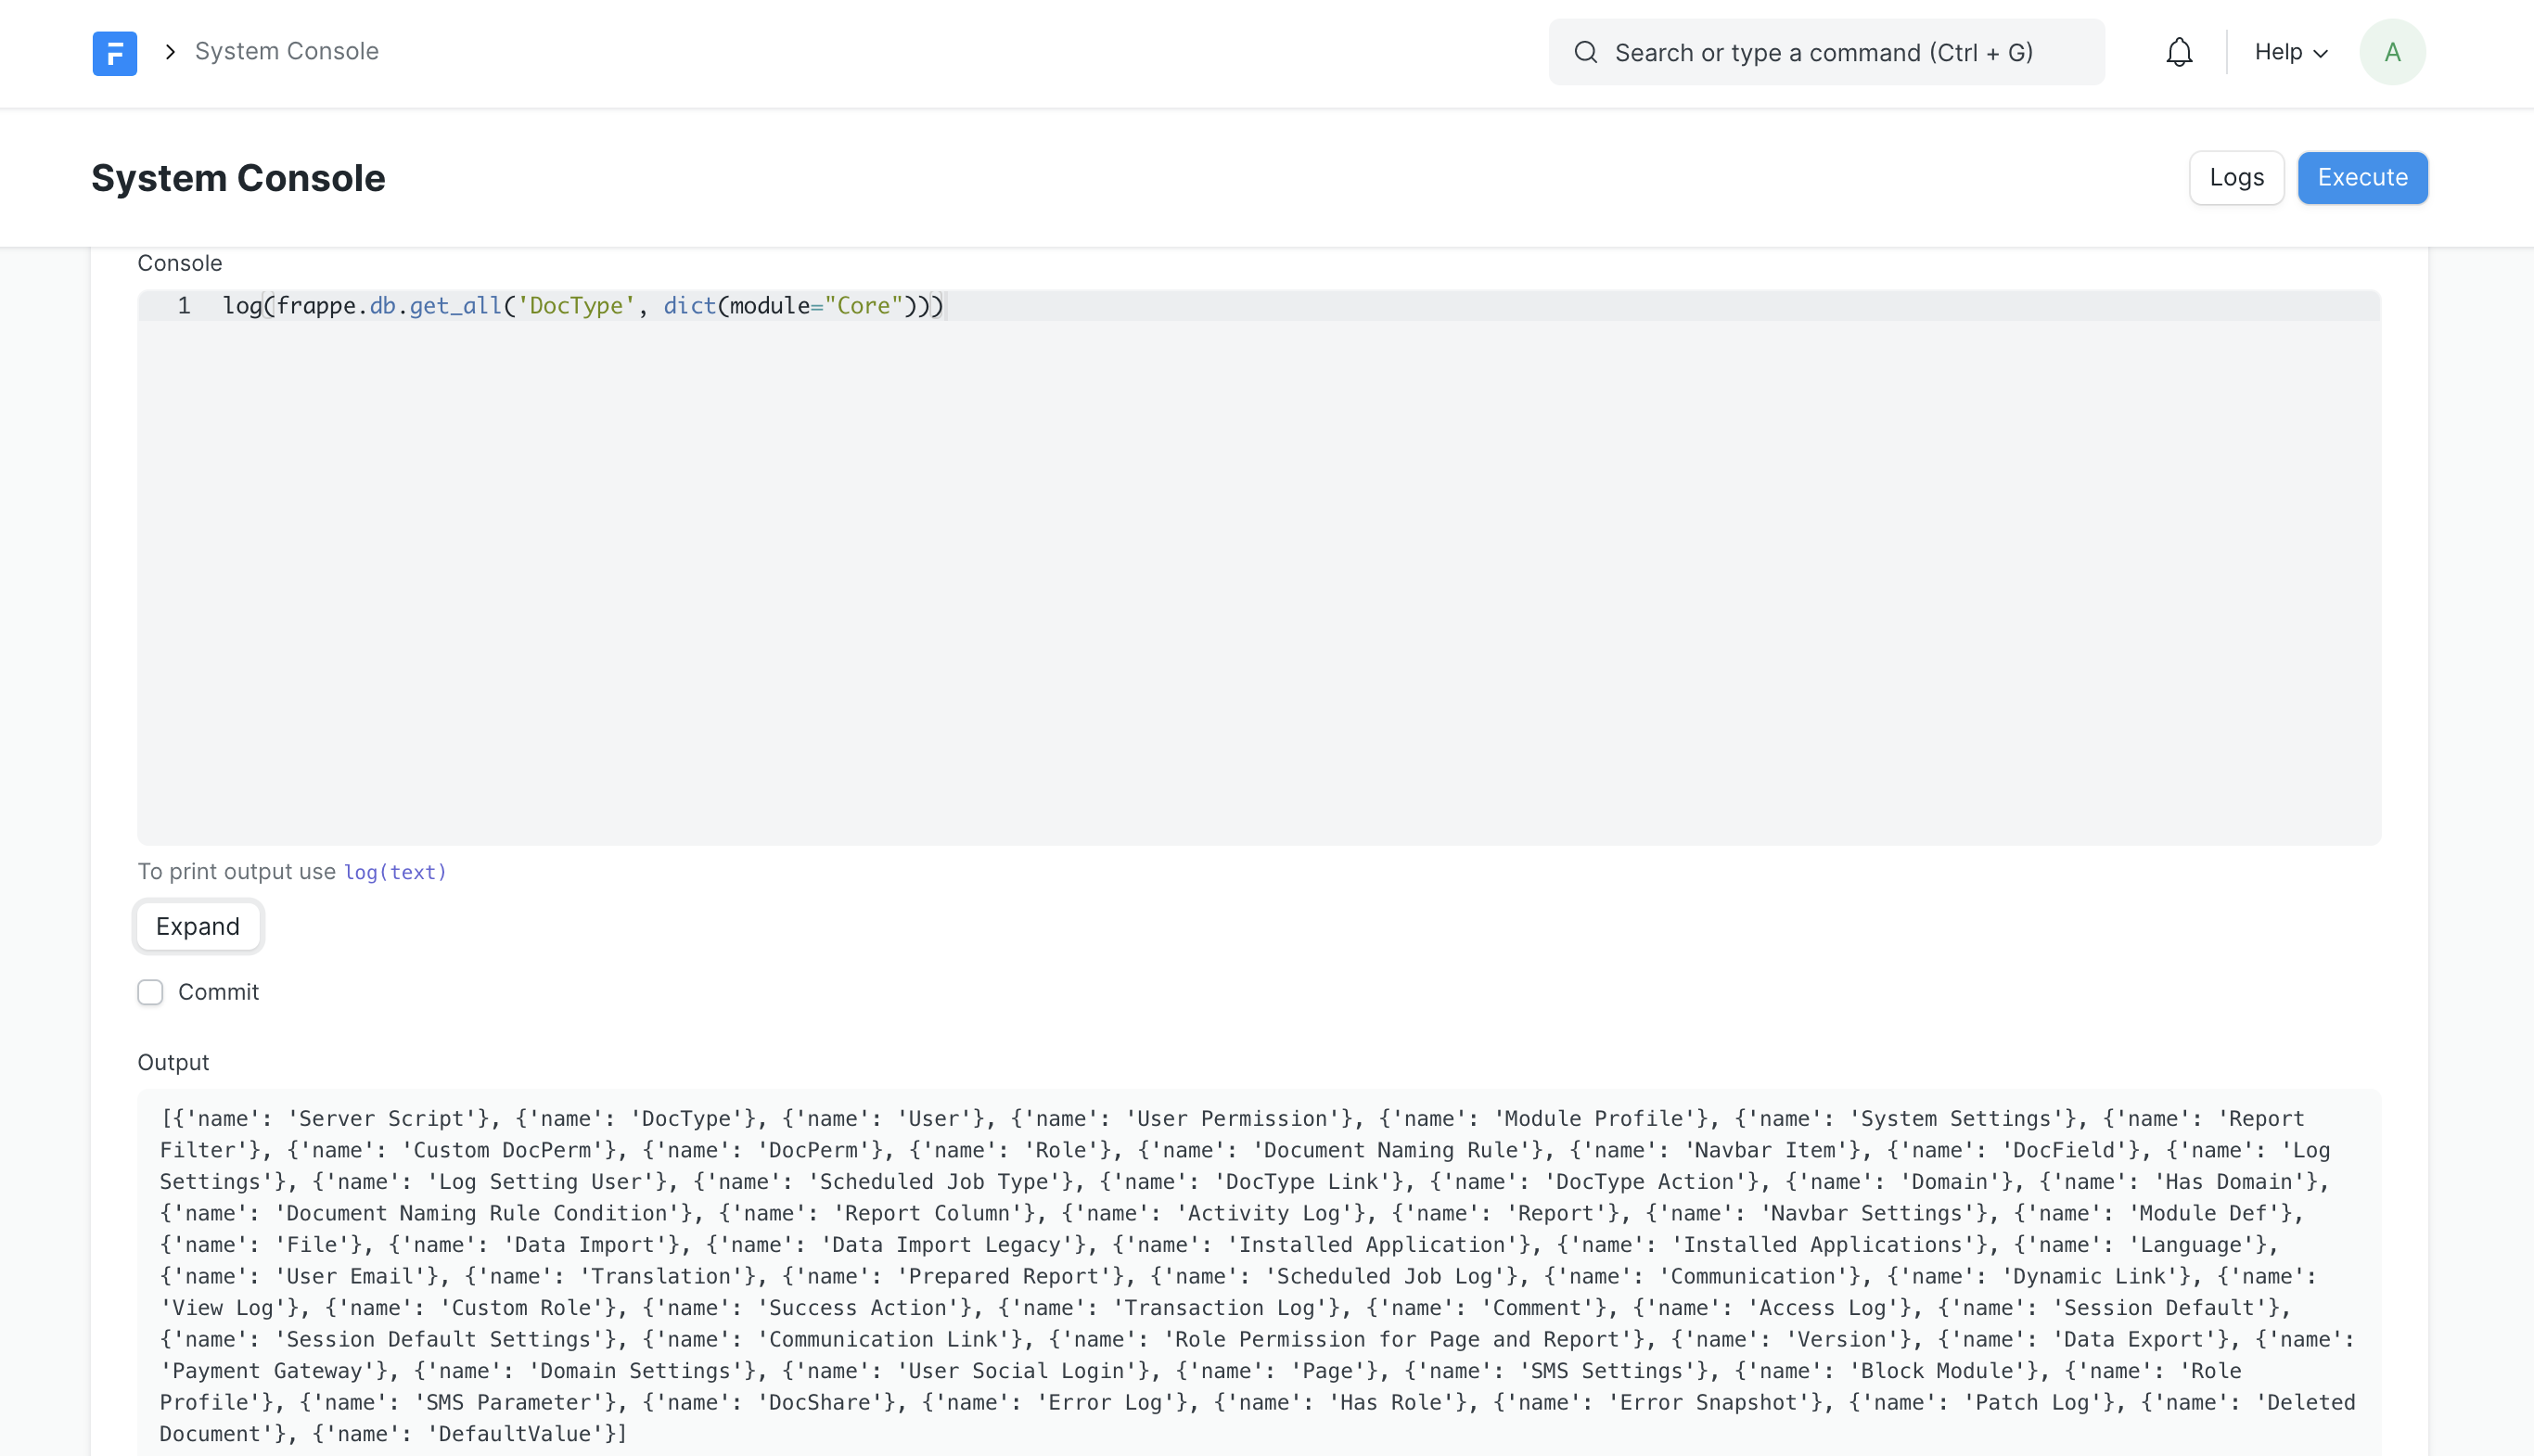 F
System Console
Search or type a command (Ctrl + G)
Help
A
System Console
Logs
Execute
Console
1 log(frappe.db.get_all('DocType', dict(module="Core")))
To print output use log(text)
Expand
Commit
Output
[{'name': 'Server Script'}, {'name': 'DocType'}, {'name': 'User'}, {'name': 'User Permission'}, {'name': 'Module Profile'}, {'name': 'System Settings'}, {'name': 'Report
Filter'}, {'name': 'Custom DocPerm'}, {'name': 'DocPerm'}, {'name': 'Role'}, {'name': 'Document Naming Rule'}, {'name': 'Navbar Item'}, {'name': 'DocField'}, {'name': 'Log
Settings'}, {'name': 'Log Setting User'}, {'name': 'Scheduled Job Type'}, {'name': 'DocType Link'}, {'name': 'DocType Action'}, {'name': 'Domain'}, {'name': 'Has Domain'},
{'name': 'Document Naming Rule Condition'}, {'name': 'Report Column'}, {'name': 'Activity Log'}, {'name': 'Report'}, {'name': 'Navbar Settings'}, {'name': 'Module Def'},
{'name': 'File'}, {'name': 'Data Import'}, {'name': 'Data Import Legacy'}, {'name': 'Installed Application'}, {'name': 'Installed Applications'}, {'name': 'Language'},
{'name': 'User Email'}, {'name': 'Translation'}, {'name': 'Prepared Report'}, {'name': 'Scheduled Job Log'}, {'name': 'Communication'}, {'name': 'Dynamic Link'}, {'name':
'View Log'}, {'name': 'Custom Role'}, {'name': 'Success Action'}, {'name': 'Transaction Log'}, {'name': 'Comment'}, {'name': 'Access Log'}, {'name': 'Session Default'},
{'name': 'Session Default Settings'}, {'name': 'Communication Link'}, {'name': 'Role Permission for Page and Report'}, {'name': 'Version'}, {'name': 'Data Export'}, {'name':
'Payment Gateway'}, {'name': 'Domain Settings'}, {'name': 'User Social Login'}, {'name': 'Page'}, {'name': 'SMS Settings'}, {'name': 'Block Module'}, {'name': 'Role
Profile'}, {'name': 'SMS Parameter'}, {'name': 'DocShare'}, {'name': 'Error Log'}, {'name': 'Has Role'}, {'name': 'Error Snapshot'}, {'name': 'Patch Log'}, {'name': 'Deleted
Document'}, {'name': 'DefaultValue'}]